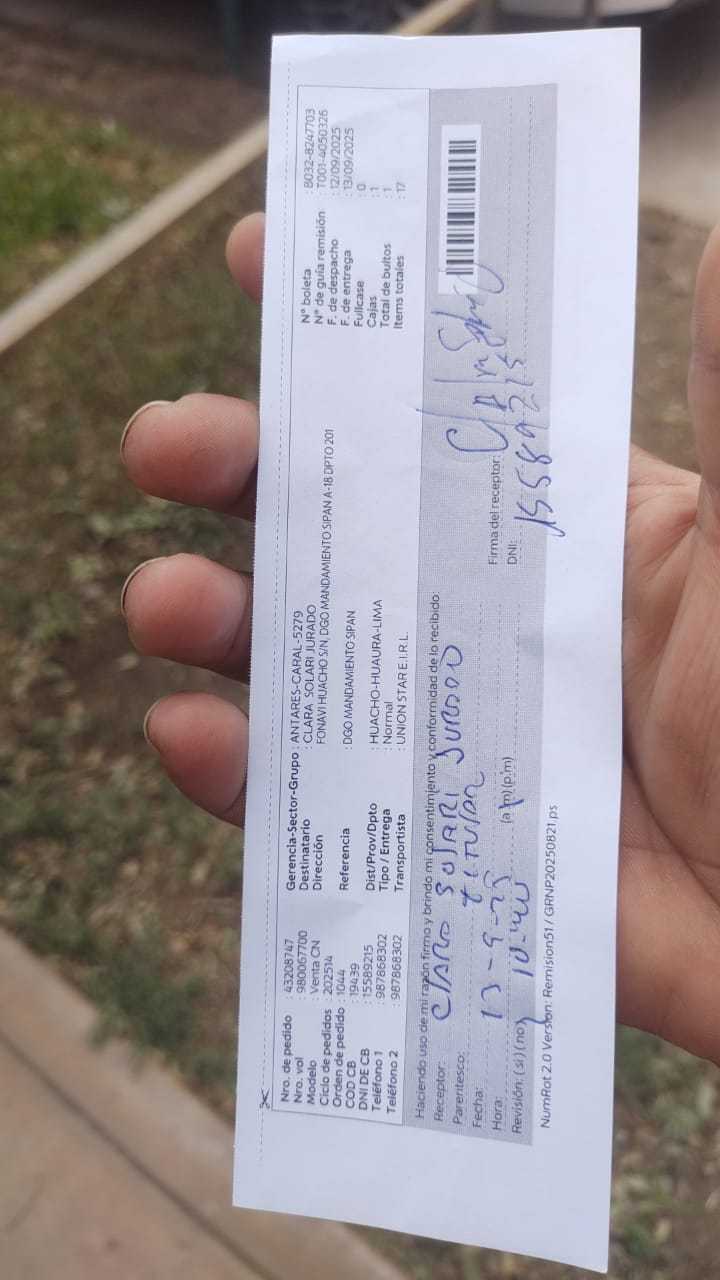 Nro. de pedido : 43208747
Nro. vol : 980067700
Modelo : Venta CN
Ciclo de pedidos : 202514
Orden de pedido : 1044
COD CB : 19439
DNI DE CB : 15589215
Teléfono 1 : 987868302
Teléfono 2 : 987868302
Gerencia-Sector-Grupo : ANTARES-CARAL-5279
Destinatario : CLARA SOLARI JURADO
Dirección : FONAVI HUACHO S/N, DGO MANDAMIENTO SIPAN A-18 DPTO 201
Referencia : DGO MANDAMIENTO SIPAN
Dist/Prov/Dpto : HUACHO-HUAURA-LIMA
Tipo / Entrega : Normal
Transportista : UNION STAR E.I.R.L.
N° boleta : B032-8247703
N° de guía remisión : T001-4050326
F. de despacho : 12/09/2025
F. de entrega : 13/09/2025
Fullcase : 0
Cajas : 1
Total de bultos : 1
Items totales : 17
Haciendo uso de mi razón firmo y brindo mi consentimiento y conformidad de lo recibido
Receptor: CLARO SOLARI JURADO
Parentesco: TITULAR
Fecha: 13-9-25
Hora: 10:40 (a.m)(p.m)
Revisión: (si) (no)
Firma del receptor:
DNI: 15589215
NumRot 2.0 Version: Remision51 / GRNP20250821.ps